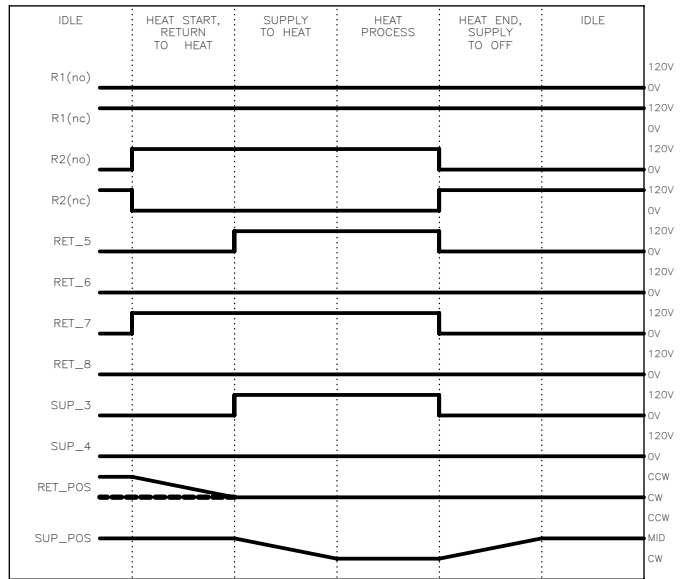 IDLE
HEAT START,
RETURN
TO HEAT
SUPPLY
TO HEAT
HEAT
PROCESS
HEAT END,
SUPPLY
TO OFF
IDLE
R1(no)
120V
0V
R1(nc)
120V
0V
R2(no)
120V
0V
R2(nc)
120V
0V
RET_5
120V
0V
RET_6
120V
0V
RET_7
120V
0V
RET_8
120V
0V
SUP_3
120V
0V
SUP_4
120V
0V
RET_POS
CCW
CW
SUP_POS
CCW
MID
CW